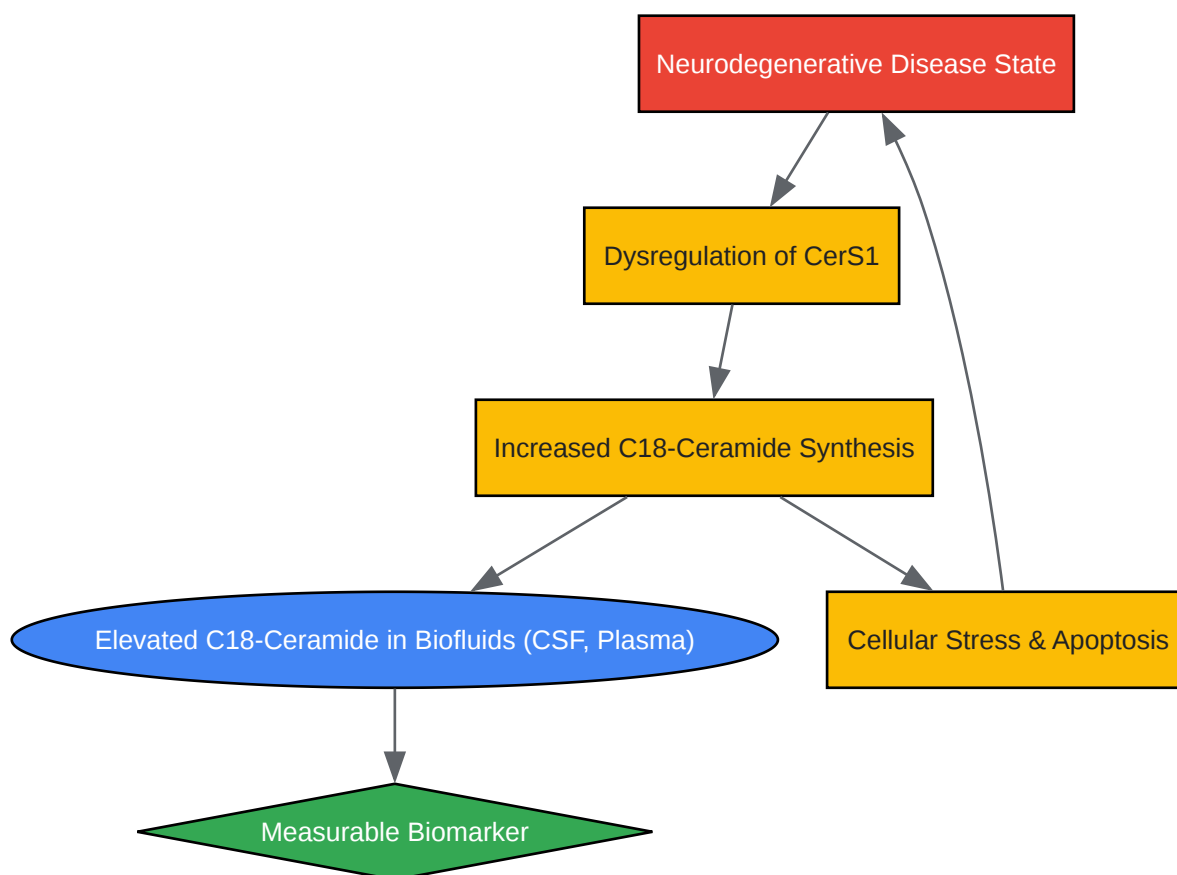 Neurodegenerative Disease State
Dysregulation of CerS1
Increased C18-Ceramide Synthesis
Elevated C18-Ceramide in Biofluids (CSF, Plasma)
Cellular Stress & Apoptosis
Measurable Biomarker